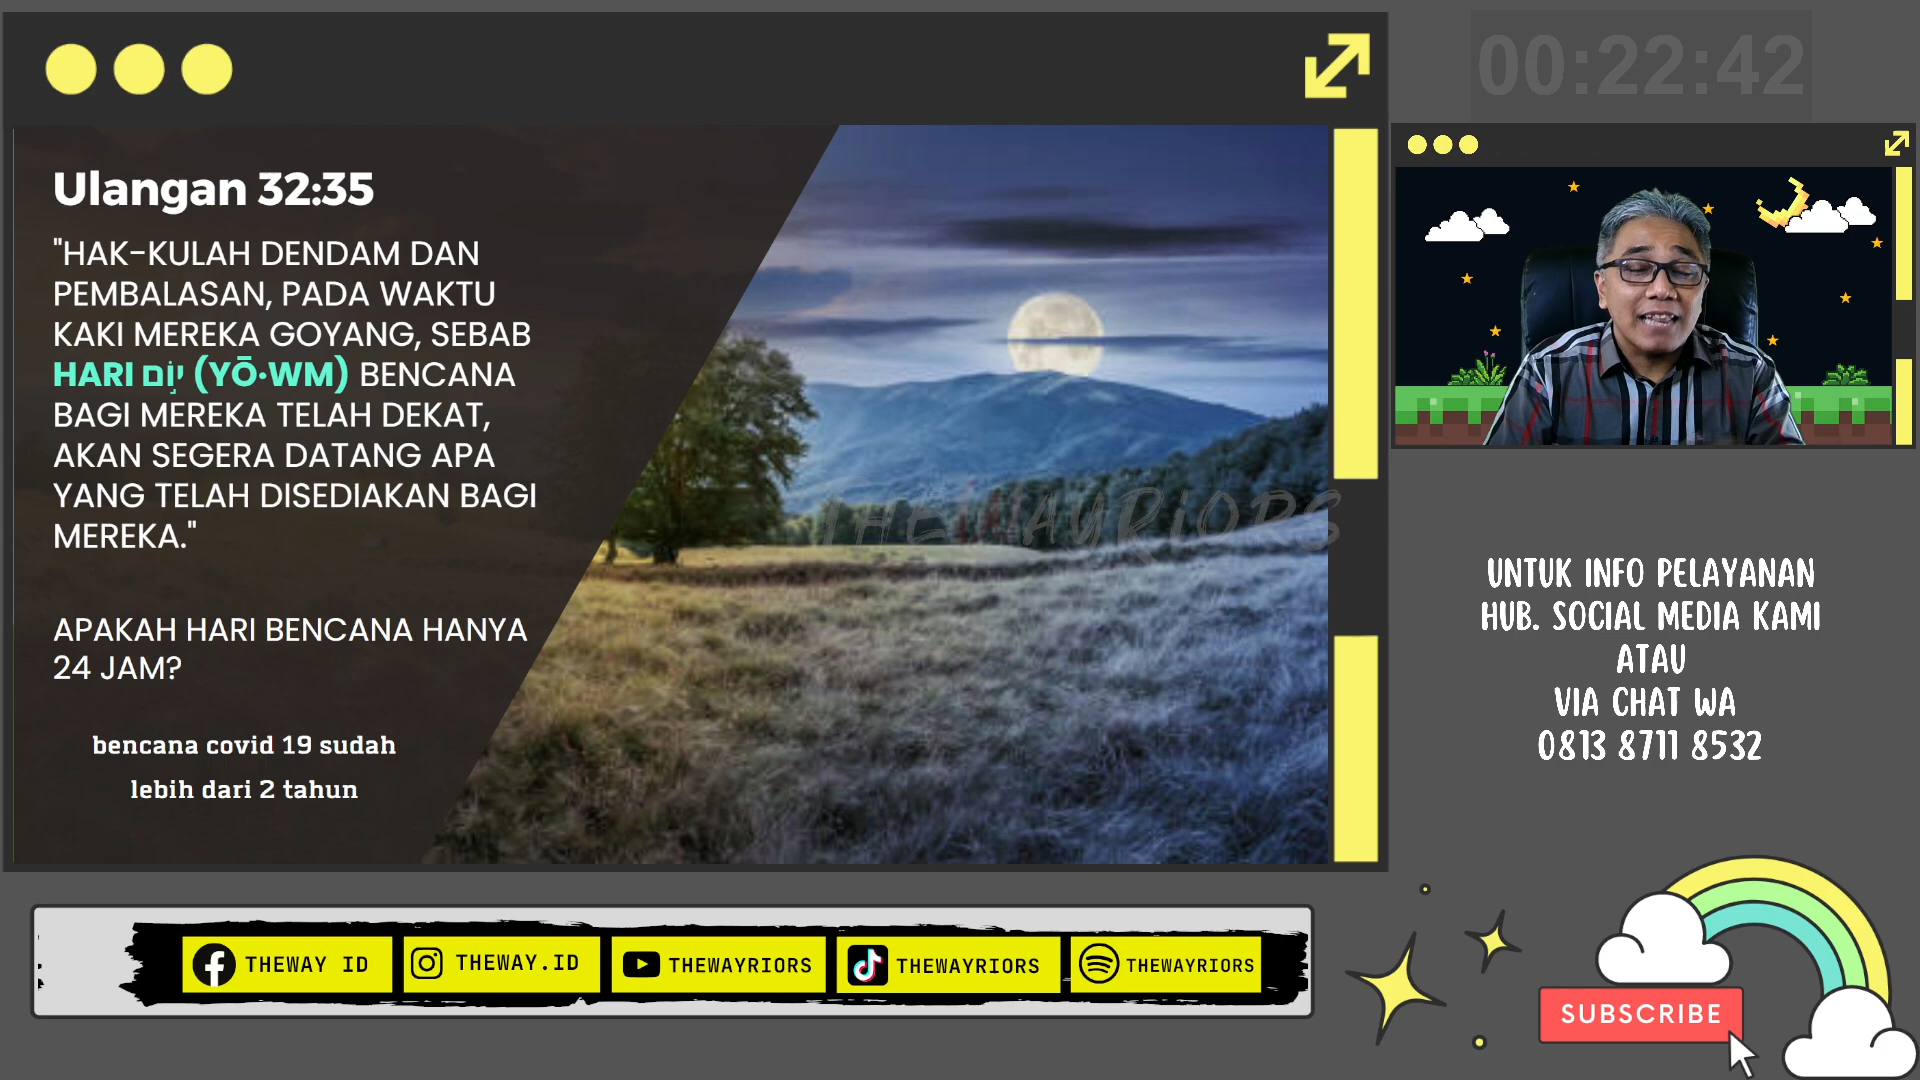 00:22:42
Ulangan 32:35
"HAK-KULAH DENDAM DAN
PEMBALASAN, PADA WAKTU
KAKI MEREKA GOYANG, SEBAB
HARI י֣וֹם (YŌ·WM) BENCANA
BAGI MEREKA TELAH DEKAT,
AKAN SEGERA DATANG APA
YANG TELAH DISEDIAKAN BAGI
MEREKA."
APAKAH HARI BENCANA HANYA
24 JAM?
bencana covid 19 sudah
lebih dari 2 tahun
THEWAYRIORS
UNTUK INFO PELAYANAN
HUB. SOCIAL MEDIA KAMI
ATAU
VIA CHAT WA
0813 8711 8532
THEWAY ID
THEWAY.ID
THEWAYRIORS
THEWAYRIORS
THEWAYRIORS
SUBSCRIBE